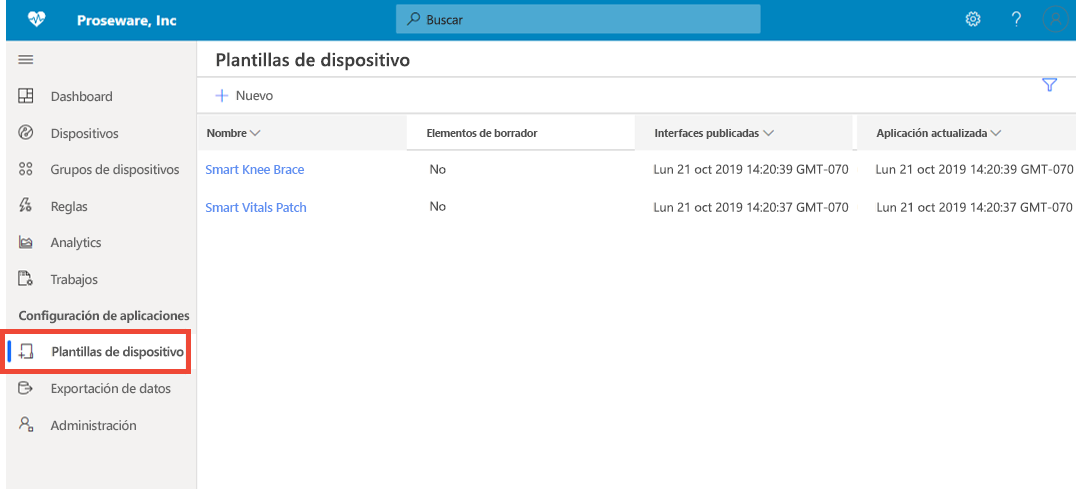 Proseware, Inc
Buscar
?
Plantillas de dispositivo
Nuevo
Dashboard
Dispositivos
Grupos de dispositivos
Reglas
Analytics
Trabajos
Configuración de aplicaciones
Plantillas de dispositivo
Exportación de datos
Administración
Nombre Elementos de borrador Interfaces publicadas Aplicación actualizada
Smart Knee Brace No Lun 21 oct 2019 14:20:39 GMT-070 Lun 21 oct 2019 14:20:39 GMT-070
Smart Vitals Patch No Lun 21 oct 2019 14:20:37 GMT-070 Lun 21 oct 2019 14:20:37 GMT-070